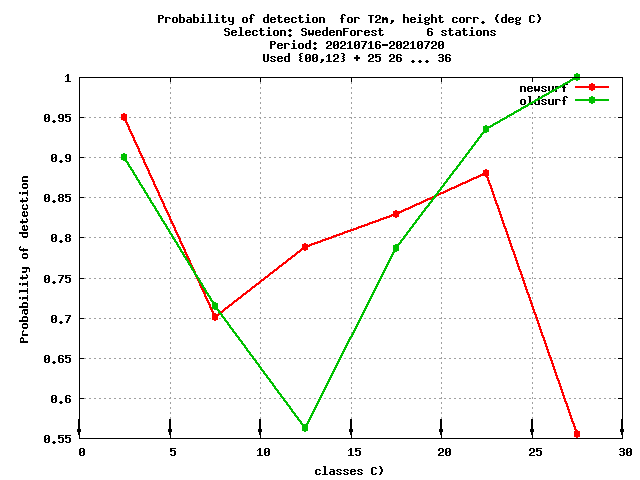 Probability of detection  for T2m, height corr. (deg C)
Selection: SwedenForest      6 stations
Period: 20210716-20210720
Used {00,12} + 25 26 ... 36
1
0.95
0.9
0.85
0.8
0.75
0.7
0.65
0.6
0.55
Probability of detection
newsurf
oldsurf
0 5 10 15 20 25 30
classes C)